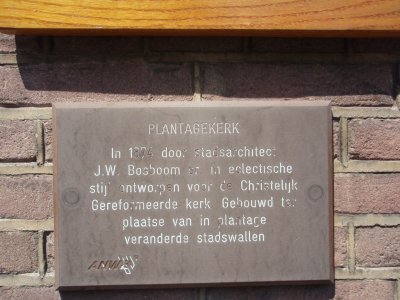 PLANTAGEKERK
In 1874 door stadsarchitect
J.W. Bosboom er in eclectische
stijl ontworpen voor de Christelijk
Gereformeerde kerk. Gebouwd ter
plaatse van in plantage
veranderde stadswallen
ANWB